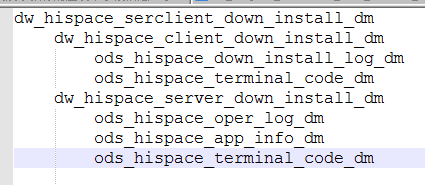 dw_hispace_serclient_down_install_dm
dw_hispace_client_down_install_dm
ods_hispace_down_install_log_dm
ods_hispace_terminal_code_dm
dw_hispace_server_down_install_dm
ods_hispace_oper_log_dm
ods_hispace_app_info_dm
ods_hispace_terminal_code_dm